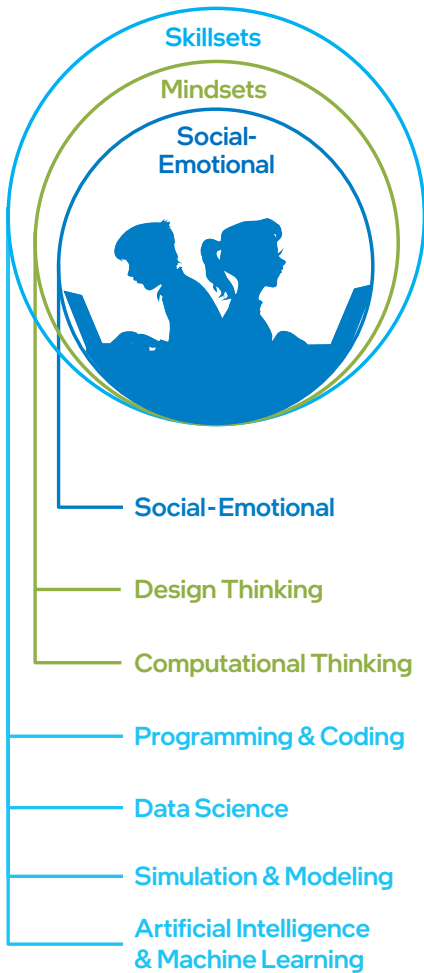 Skillsets
Mindsets
Social-
Emotional
Social-Emotional
Design Thinking
Computational Thinking
Programming & Coding
Data Science
Simulation & Modeling
Artificial Intelligence
& Machine Learning